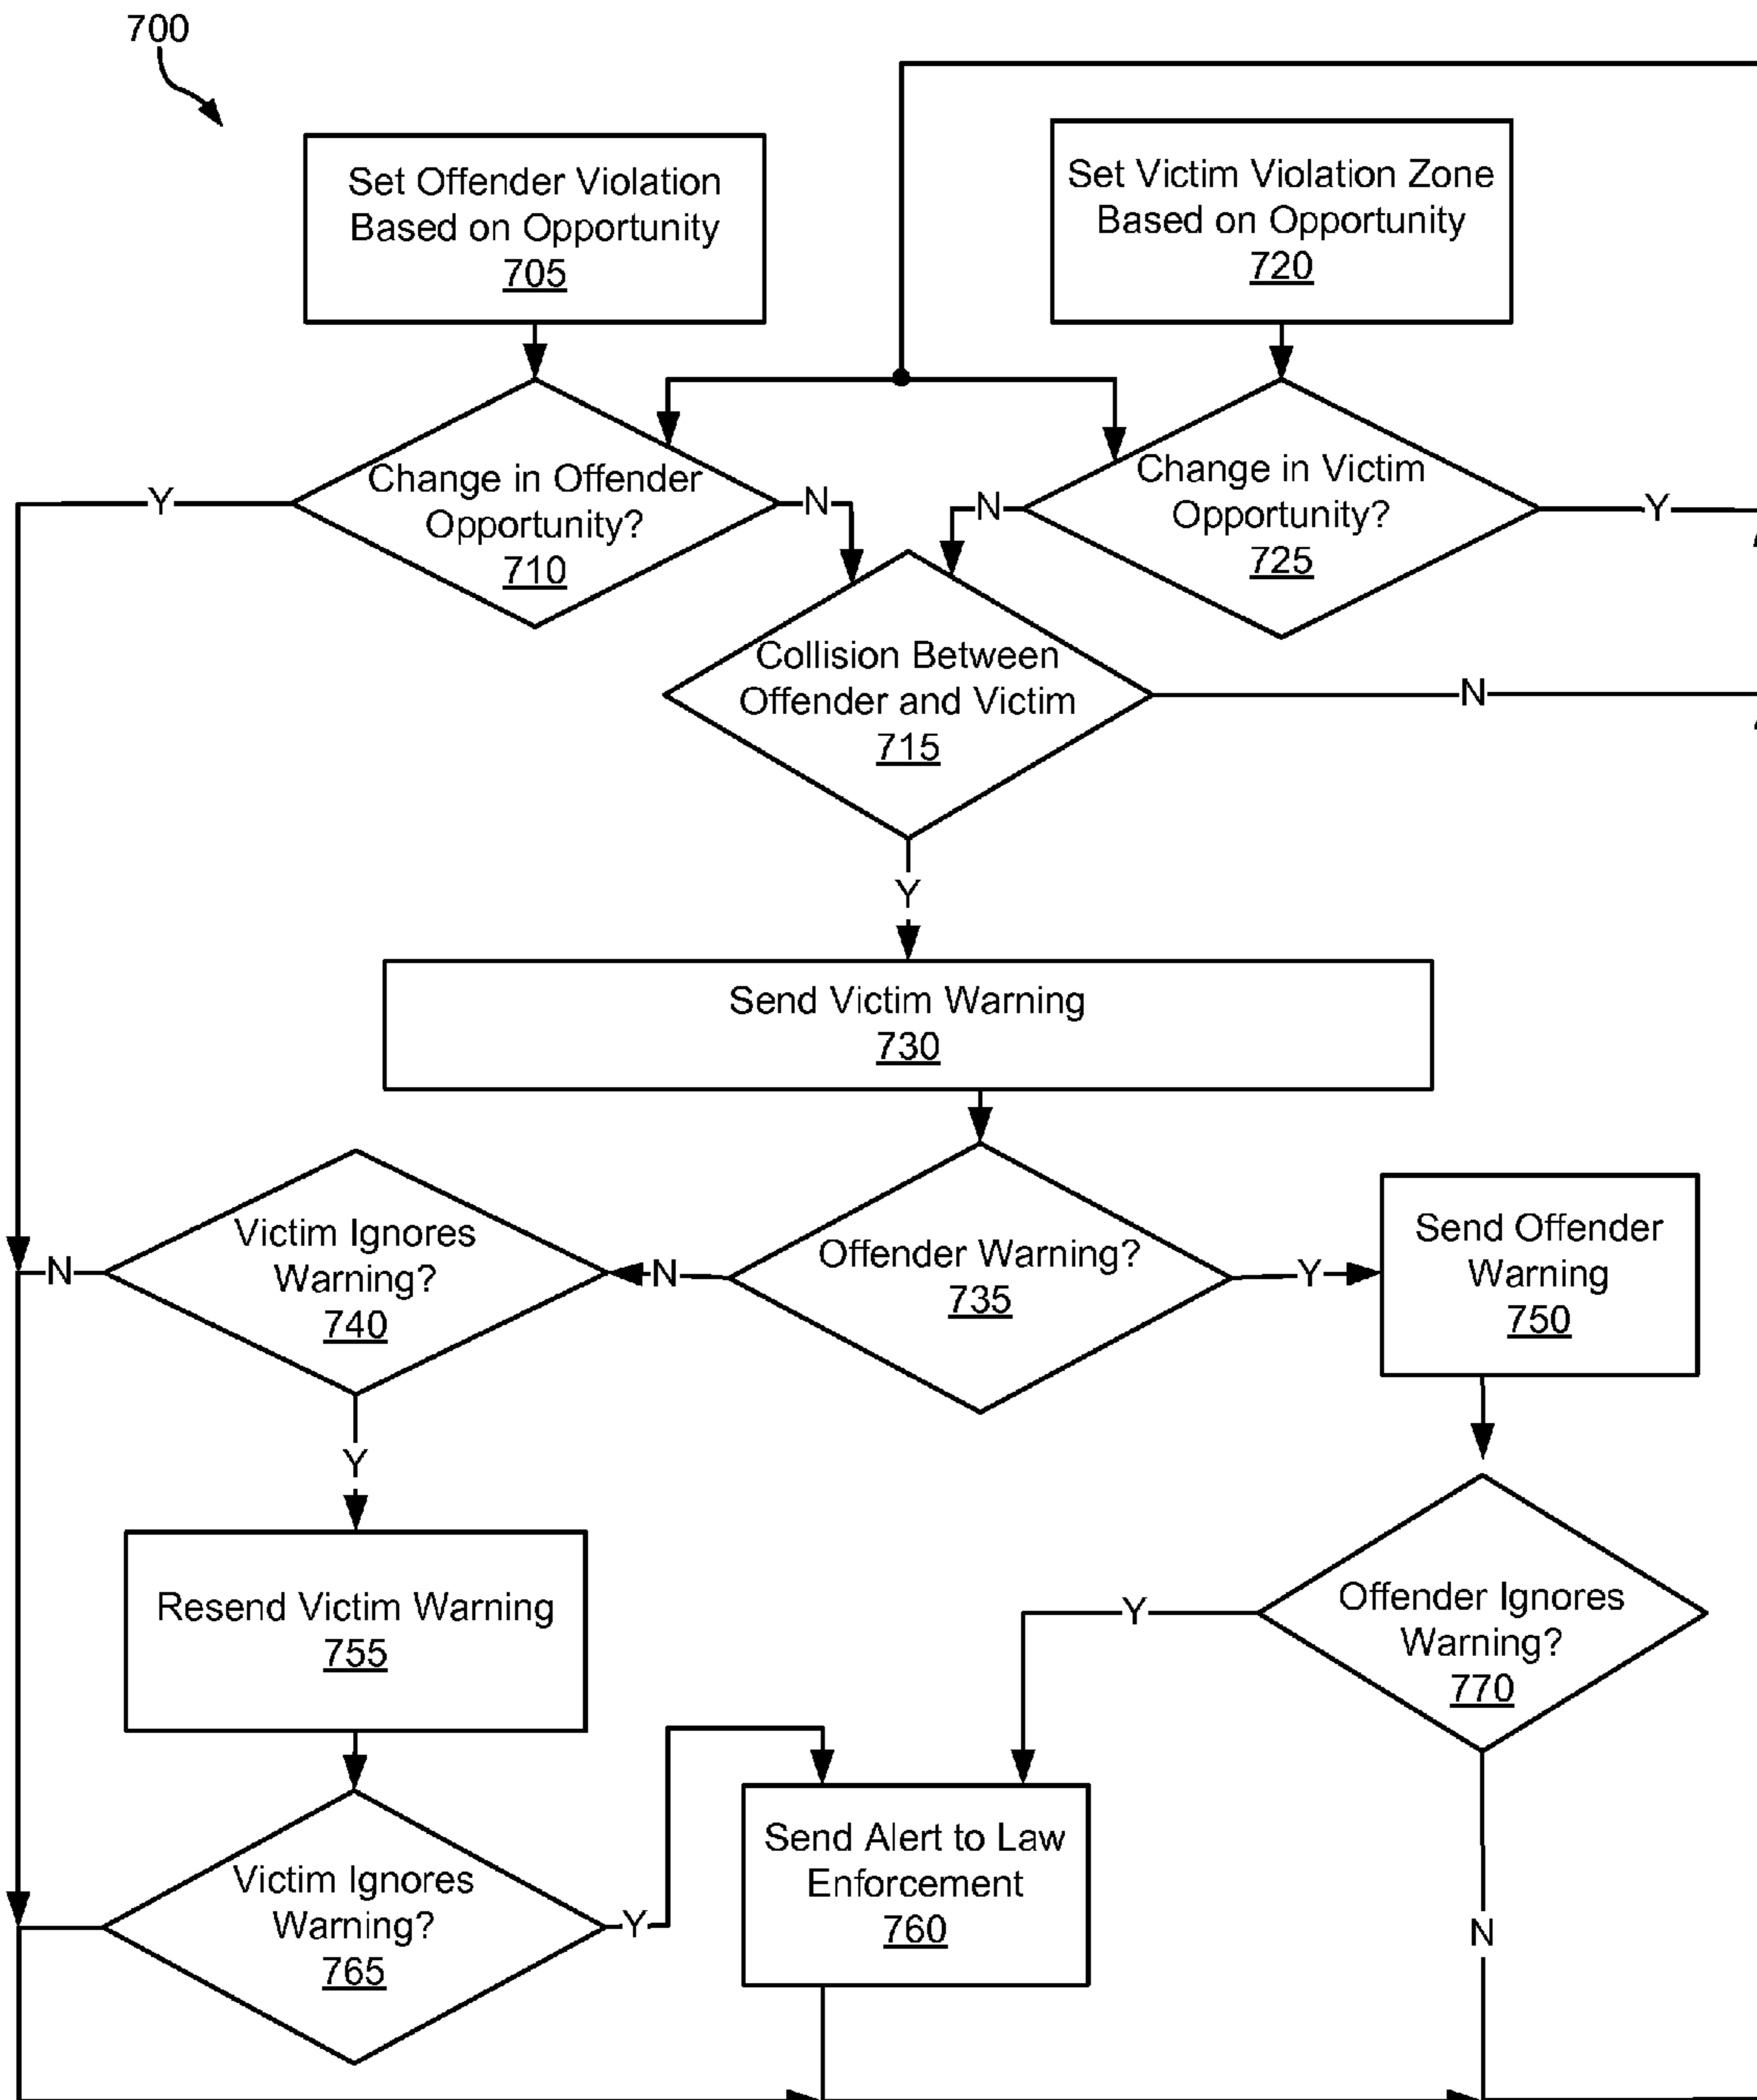 700
Set Offender Violation
Based on Opportunity
705
Set Victim Violation Zone
Based on Opportunity
720
Change in Offender
Opportunity?
710
Y
N
Change in Victim
Opportunity?
725
N
Y
Collision Between
Offender and Victim
715
N
Y
Send Victim Warning
730
Victim Ignores
Warning?
740
N
Offender Warning?
735
N
Y
Send Offender
Warning
750
Y
Resend Victim Warning
755
Offender Ignores
Warning?
770
Y
N
Victim Ignores
Warning?
765
Y
Send Alert to Law
Enforcement
760